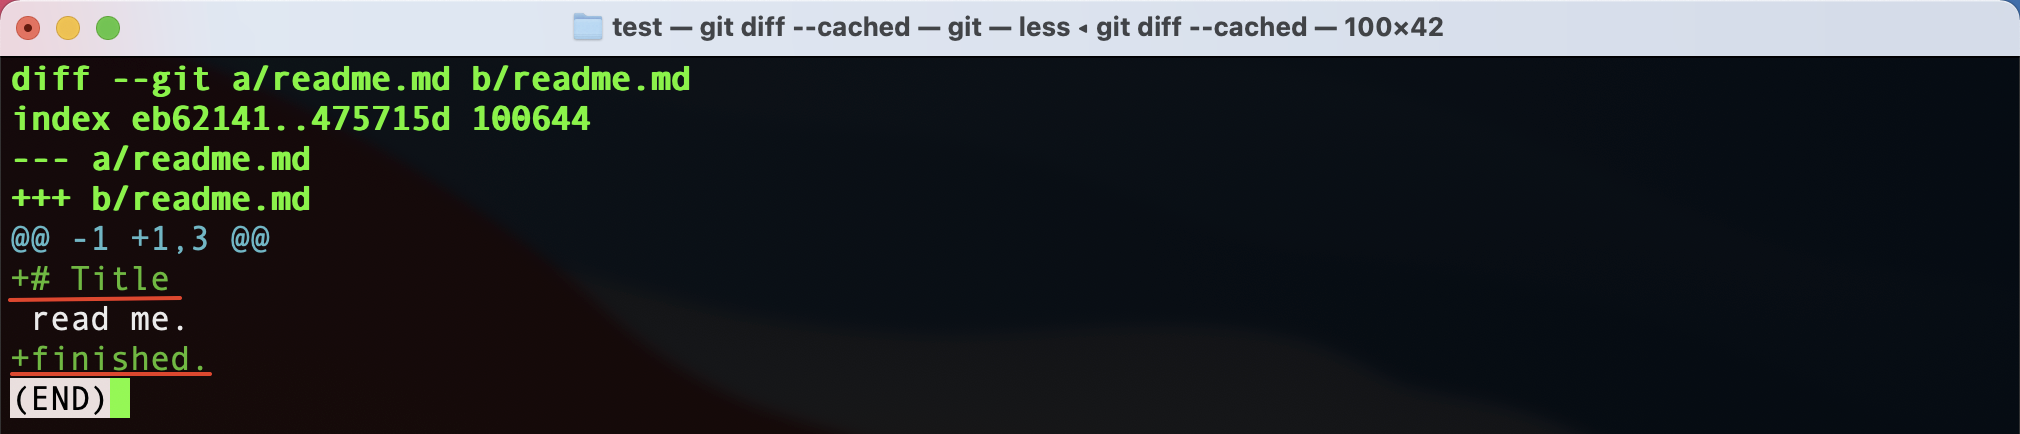 test — git diff --cached — git — less ◂ git diff --cached — 100×42
diff --git a/readme.md b/readme.md
index eb62141..475715d 100644
--- a/readme.md
+++ b/readme.md
@@ -1 +1,3 @@
+# Title
 read me.
+finished.
(END)